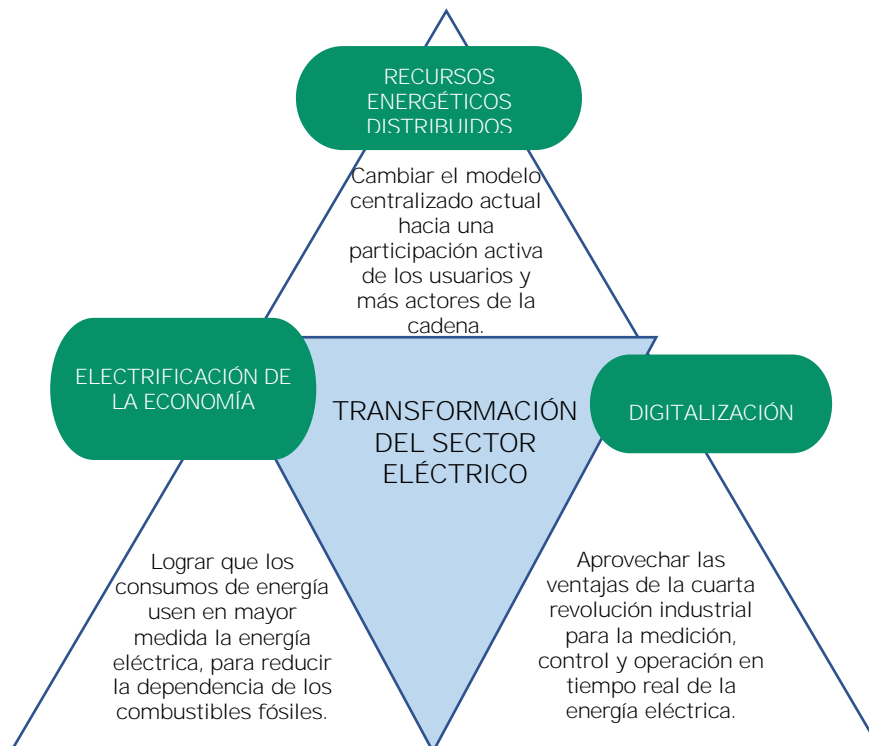 RECURSOS
ENERGÉTICOS
DISTRIBUIDOS
Cambiar el modelo
centralizado actual
hacia una
participación activa
de los usuarios y
más actores de la
cadena.
ELECTRIFICACIÓN DE
LA ECONOMÍA
TRANSFORMACIÓN
DEL SECTOR
ELÉCTRICO
DIGITALIZACIÓN
Lograr que los
consumos de energía
usen en mayor
medida la energía
eléctrica, para reducir
la dependencia de los
combustibles fósiles.
Aprovechar las
ventajas de la cuarta
revolución industrial
para la medición,
control y operación en
tiempo real de la
energía eléctrica.